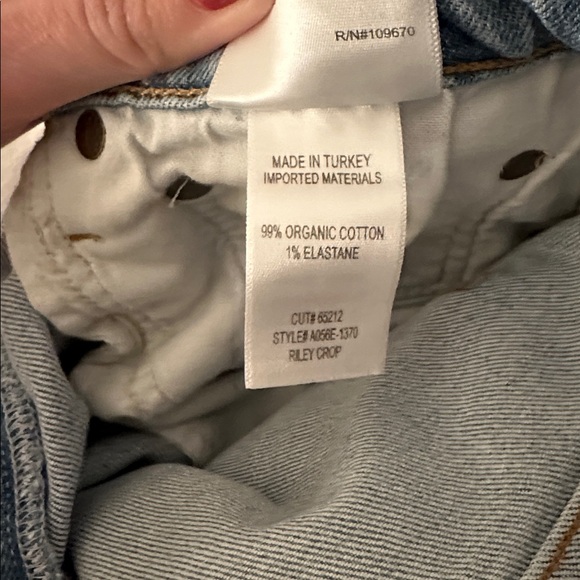 R/N#109670
MADE IN TURKEY
IMPORTED MATERIALS
99% ORGANIC COTTON
1% ELASTANE
CUT# 65212
STYLE# A056E-1370
RILEY CROP